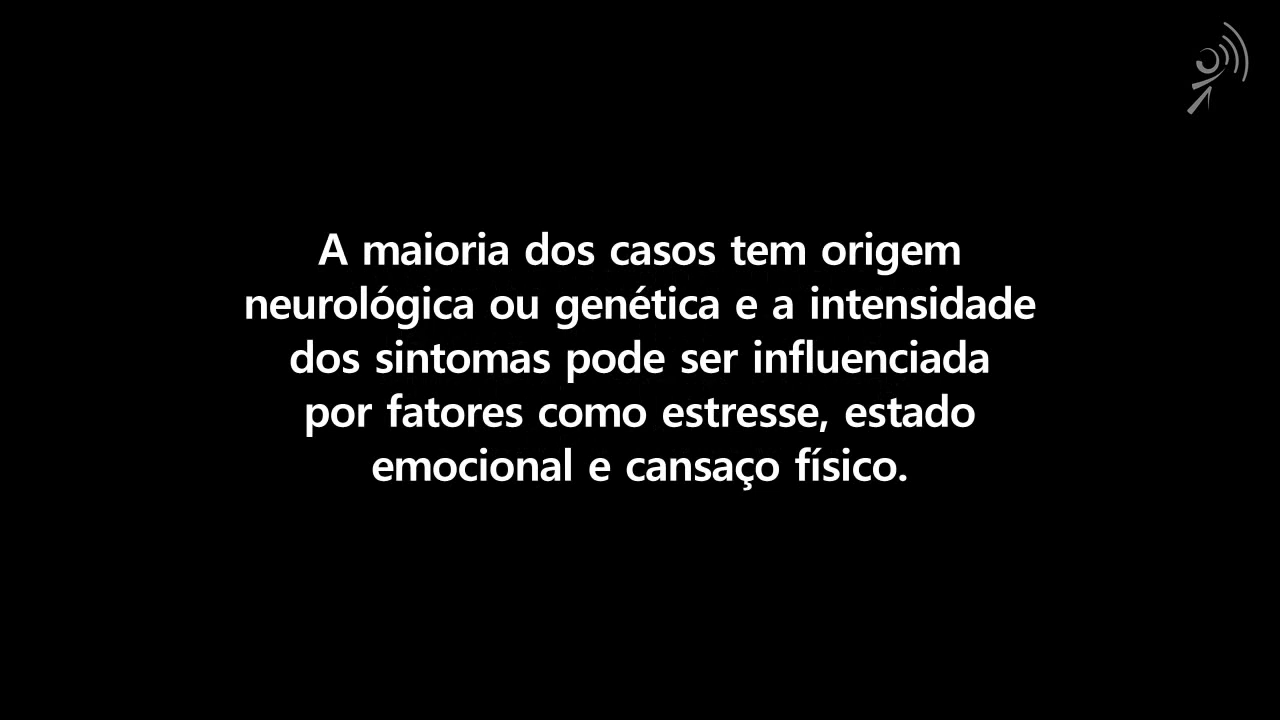 A maioria dos casos tem origem
neurológica ou genética e a intensidade
dos sintomas pode ser influenciada
por fatores como estresse, estado
emocional e cansaço físico.